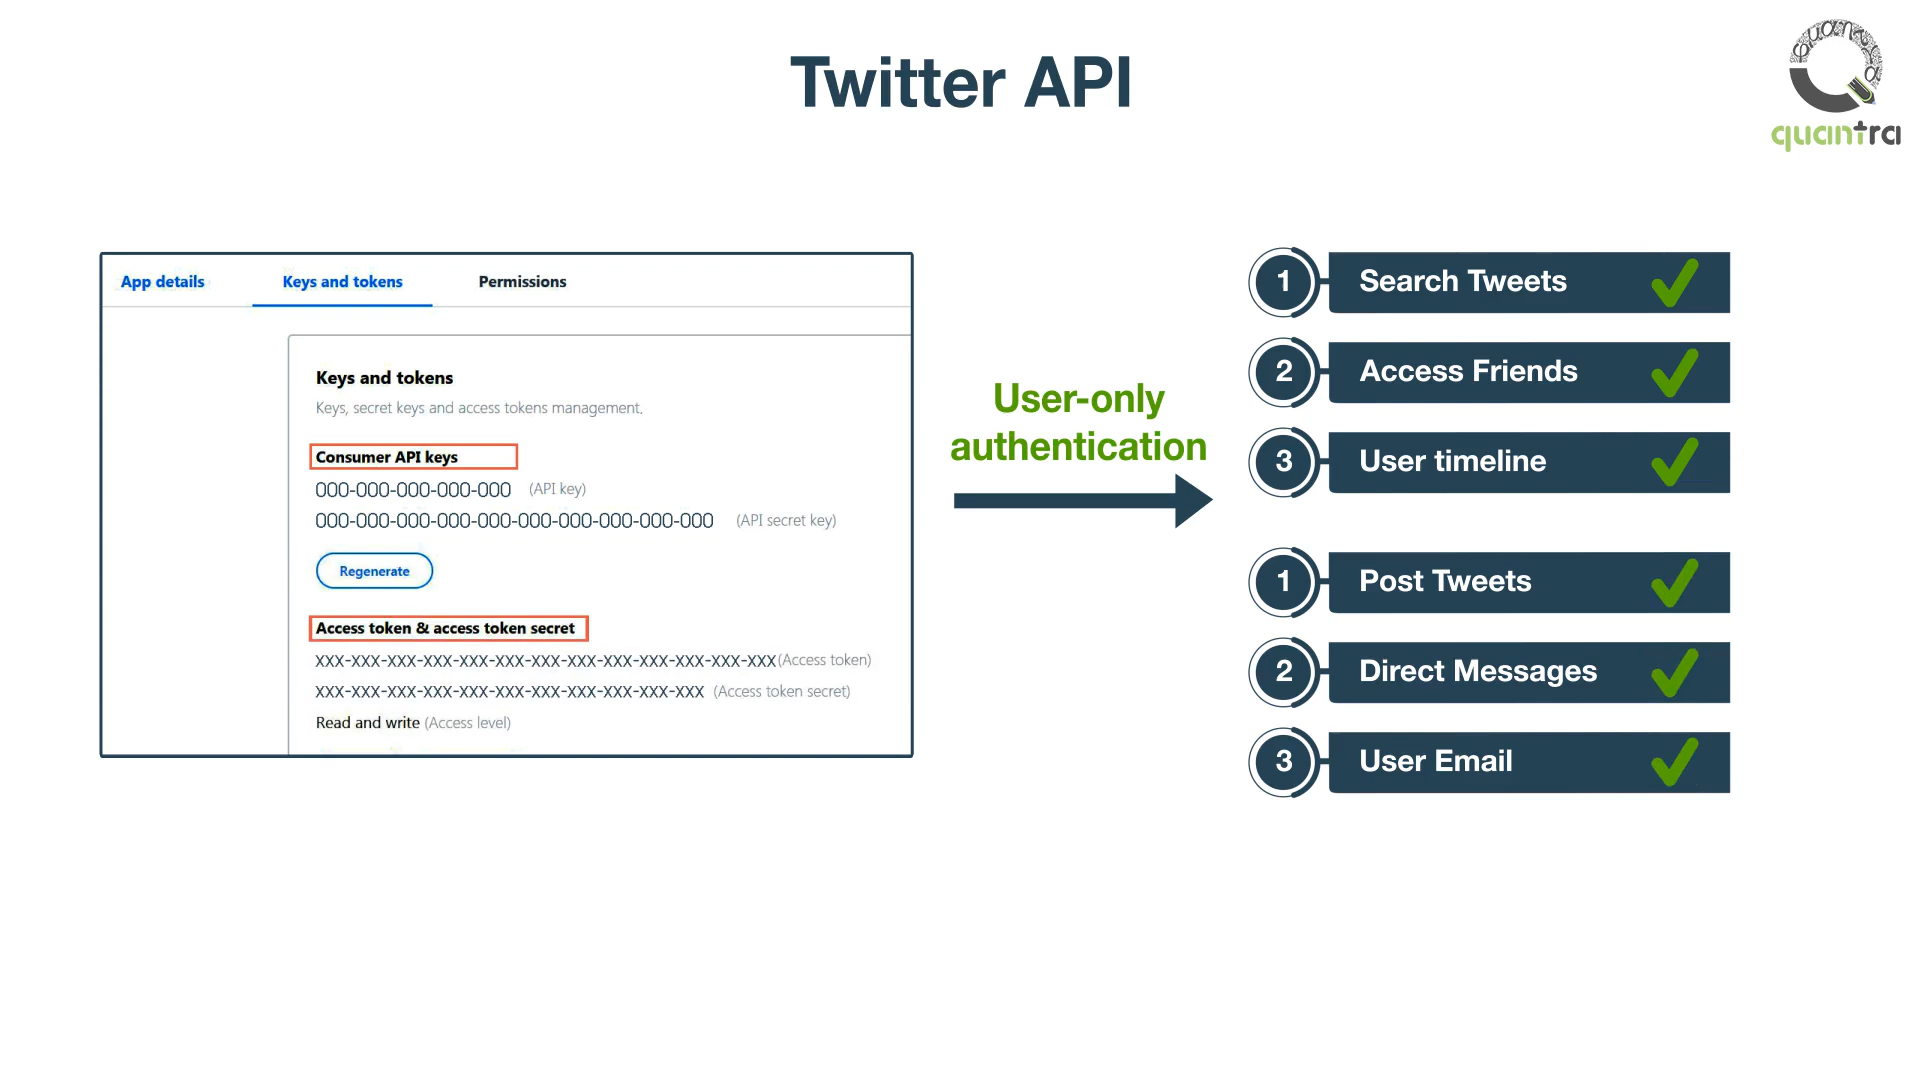 Twitter API
quantra
App details
Keys and tokens
Permissions
Keys and tokens
Keys, secret keys and access tokens management.
Consumer API keys
000-000-000-000-000 (API key)
000-000-000-000-000-000-000-000-000-000 (API secret key)
Regenerate
Access token & access token secret
XXX-XXX-XXX-XXX-XXX-XXX-XXX-XXX-XXX-XXX-XXX-XXX-XXX (Access token)
XXX-XXX-XXX-XXX-XXX-XXX-XXX-XXX-XXX-XXX-XXX (Access token secret)
Read and write (Access level)
User-only
authentication
1 Search Tweets
2 Access Friends
3 User timeline
1 Post Tweets
2 Direct Messages
3 User Email